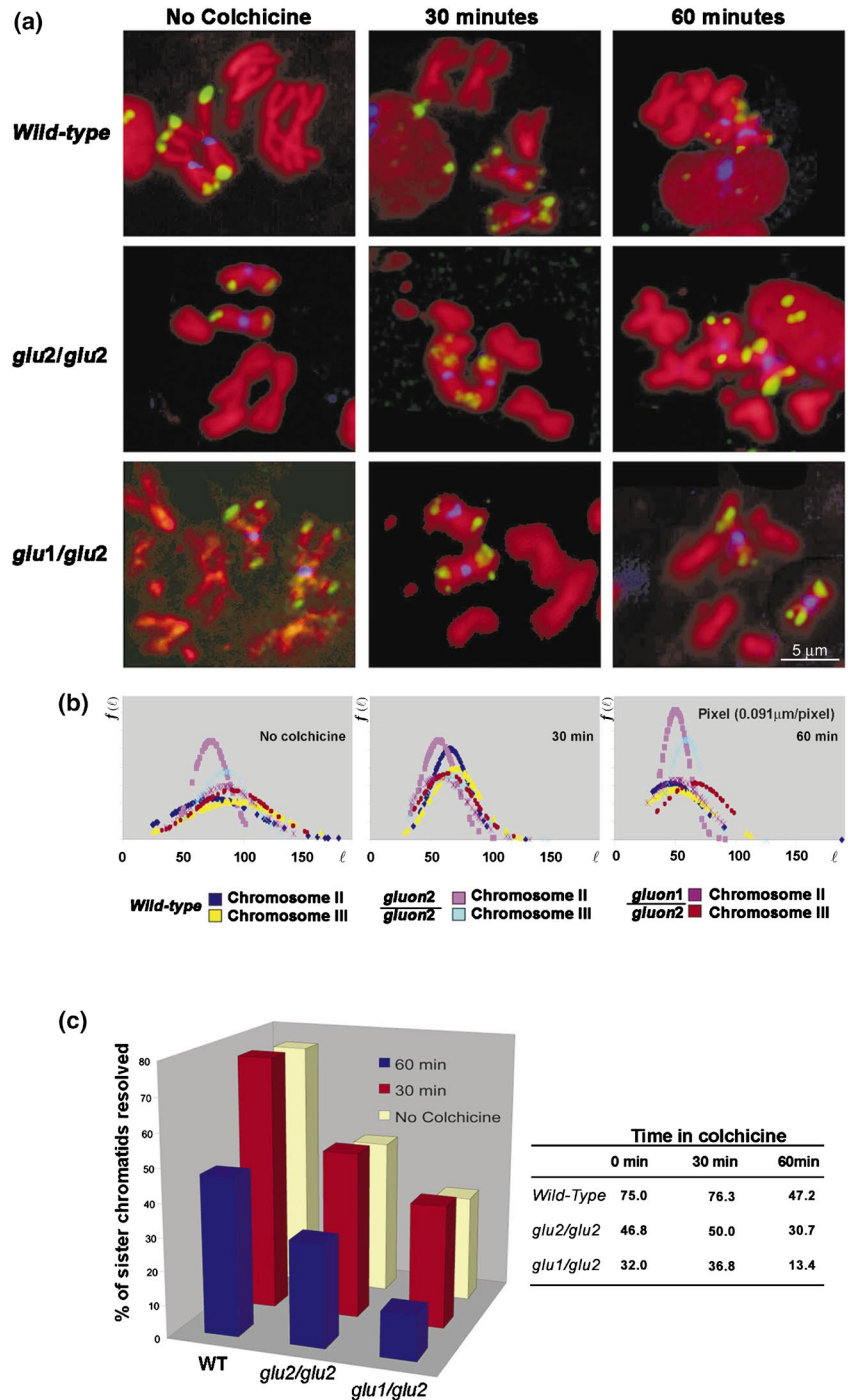 (a)
No Colchicine 30 minutes 60 minutes
Wild-type
glu2/glu2
glu1/glu2
5 μm
(b)
f(ℓ) f(ℓ) f(ℓ)
Pixel (0.091μm/pixel)
No colchicine 30 min 60 min
0 50 100 150 ℓ 0 50 100 150 ℓ 0 50 100 150 ℓ
Wild-type Chromosome II gluon2 Chromosome II gluon1 Chromosome II
Chromosome III gluon2 Chromosome III gluon2 Chromosome III
(c)
% of sister chromatids resolved
80
70
60
50
40
30
20
10
0
60 min
30 min
No Colchicine
WT
glu2/glu2
glu1/glu2
Time in colchicine
0 min 30 min 60min
Wild-Type 75.0 76.3 47.2
glu2/glu2 46.8 50.0 30.7
glu1/glu2 32.0 36.8 13.4